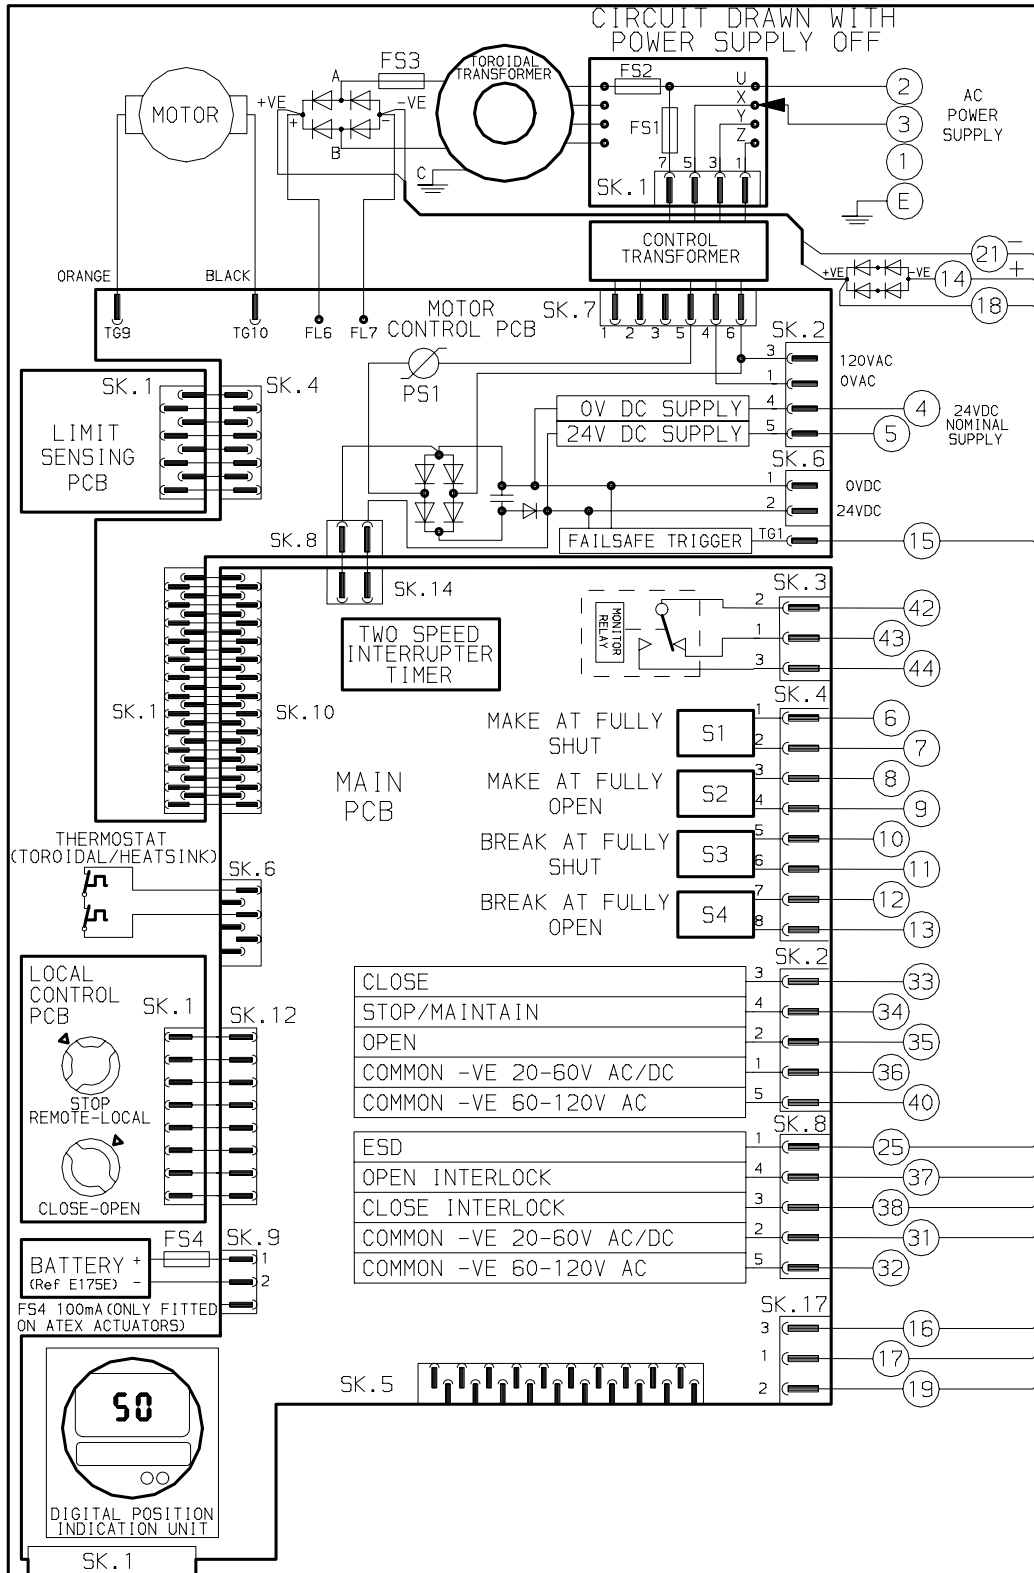 CIRCUIT DRAWN WITH
POWER SUPPLY OFF
FS3
TOROIDAL
TRANSFORMER
FS2
U
X
Y
Z
2
3
1
E
AC
POWER
SUPPLY
MOTOR
A
+VE
-VE
+
-
B
C
FS1
7
5
3
1
SK.1
CONTROL
TRANSFORMER
21
-
+VE
-VE
14
+
18
ORANGE
BLACK
TG9
TG10
FL6
FL7
MOTOR
CONTROL PCB
SK.7
1
2
3
5
4
6
PS1
SK.2
3
120VAC
1
0VAC
0V DC SUPPLY
4
4
24V DC SUPPLY
5
5
24VDC
NOMINAL
SUPPLY
SK.6
1
0VDC
2
24VDC
FAILSAFE TRIGGER
TG1
15
LIMIT
SENSING
PCB
SK.1
SK.4
SK.8
SK.14
TWO SPEED
INTERRUPTER
TIMER
MONITOR
RELAY
SK.3
2
42
1
43
3
44
SK.1
SK.10
MAIN
PCB
SK.4
MAKE AT FULLY
SHUT
S1
1
6
2
7
MAKE AT FULLY
OPEN
S2
3
8
4
9
BREAK AT FULLY
SHUT
S3
5
10
6
11
BREAK AT FULLY
OPEN
S4
7
12
8
13
THERMOSTAT
(TOROIDAL/HEATSINK)
SK.6
SK.2
CLOSE
3
33
STOP/MAINTAIN
4
34
OPEN
2
35
COMMON -VE 20-60V AC/DC
1
36
COMMON -VE 60-120V AC
5
40
LOCAL
CONTROL
PCB
SK.1
SK.12
STOP
REMOTE-LOCAL
CLOSE-OPEN
SK.8
ESD
1
25
OPEN INTERLOCK
4
37
CLOSE INTERLOCK
3
38
COMMON -VE 20-60V AC/DC
2
31
COMMON -VE 60-120V AC
5
32
BATTERY
(Ref E175E)
+
-
FS4
SK.9
1
2
FS4 100mA(ONLY FITTED
ON ATEX ACTUATORS)
SK.17
3
16
1
17
2
19
SK.5
50
DIGITAL POSITION
INDICATION UNIT
SK.1